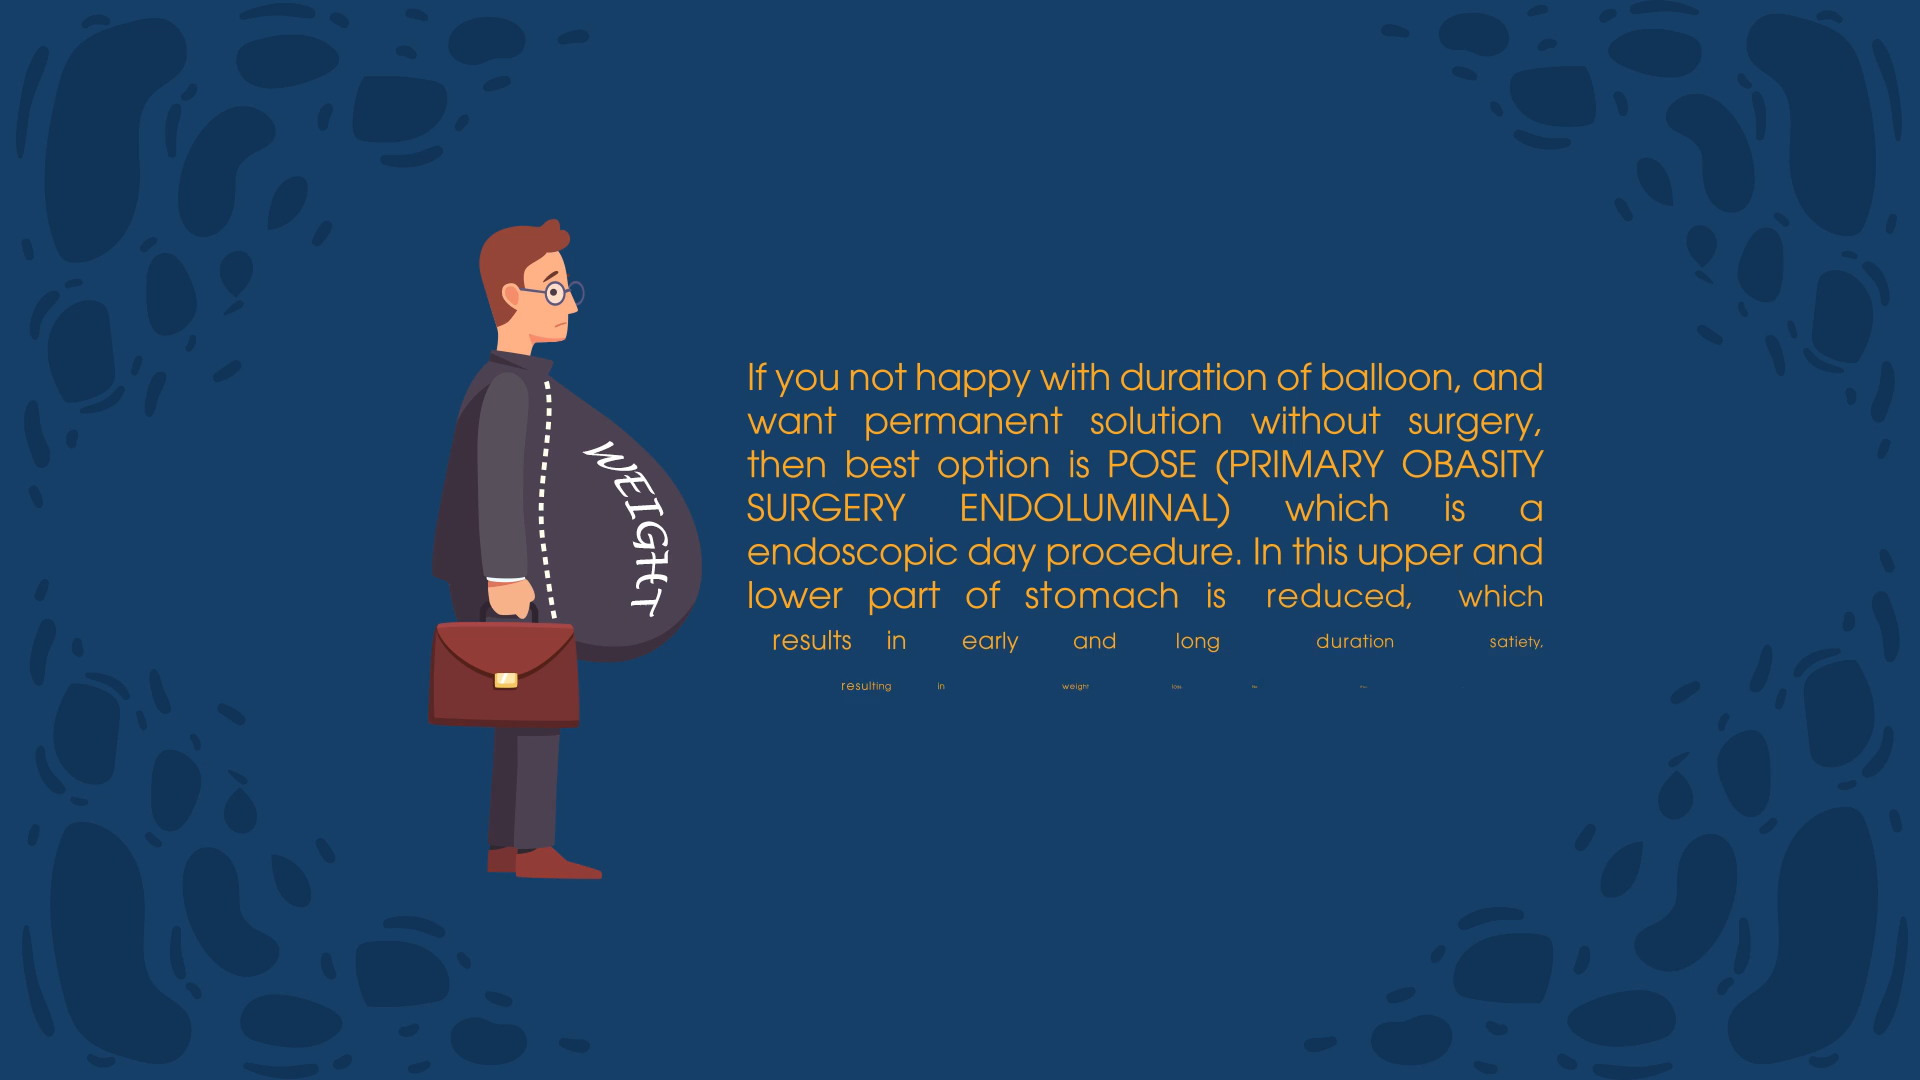 WEIGHT
If you not happy with duration of balloon, and
want permanent solution without surgery,
then best option is POSE (PRIMARY OBASITY
SURGERY ENDOLUMINAL) which is a
endoscopic day procedure. In this upper and
lower part of stomach is reduced, which
results in early and long duration satiety,
resulting in weight loss